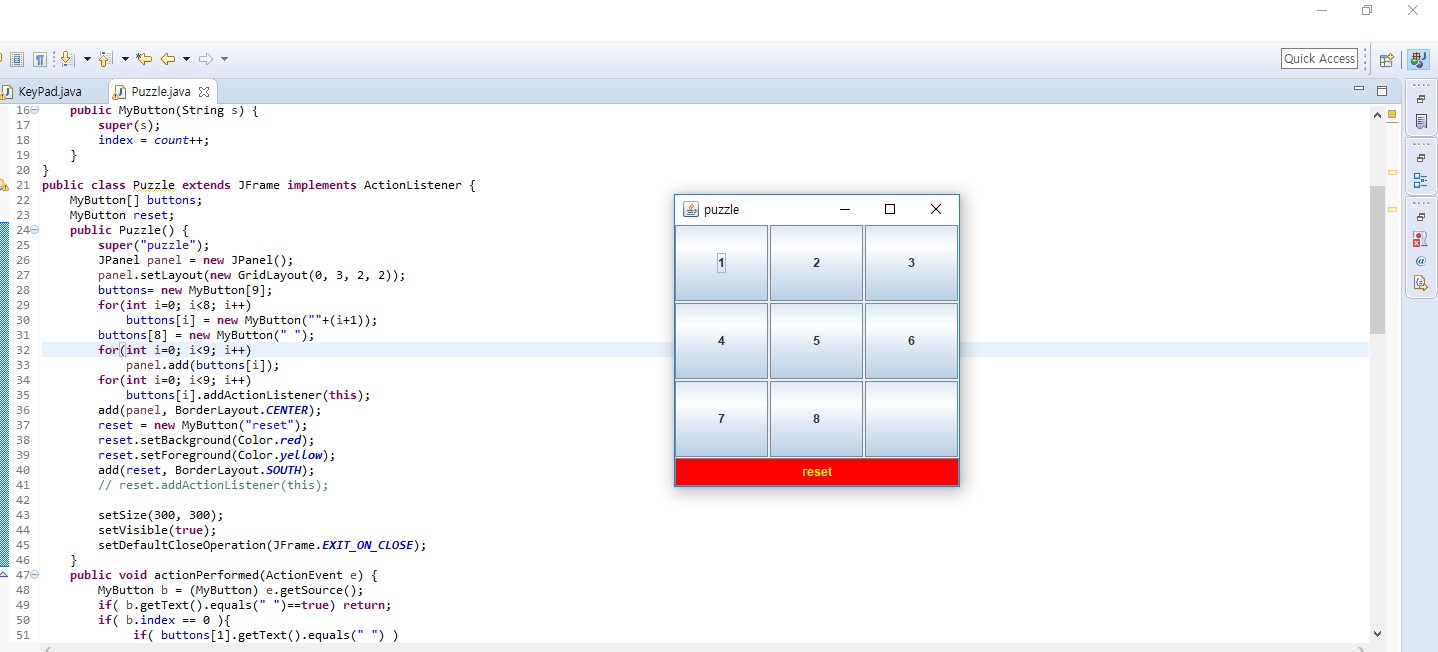 Quick Access
KeyPad.java
Puzzle.java
16 public MyButton(String s) {
17 super(s);
18 index = count++;
19 }
20 }
21 public class Puzzle extends JFrame implements ActionListener {
22 MyButton[] buttons;
23 MyButton reset;
24 public Puzzle() {
25 super("puzzle");
26 JPanel panel = new JPanel();
27 panel.setLayout(new GridLayout(0, 3, 2, 2));
28 buttons= new MyButton[9];
29 for(int i=0; i<8; i++)
30 buttons[i] = new MyButton(""+(i+1));
31 buttons[8] = new MyButton(" ");
32 for(int i=0; i<9; i++)
33 panel.add(buttons[i]);
34 for(int i=0; i<9; i++)
35 buttons[i].addActionListener(this);
36 add(panel, BorderLayout.CENTER);
37 reset = new MyButton("reset");
38 reset.setBackground(Color.red);
39 reset.setForeground(Color.yellow);
40 add(reset, BorderLayout.SOUTH);
41 // reset.addActionListener(this);
42
43 setSize(300, 300);
44 setVisible(true);
45 setDefaultCloseOperation(JFrame.EXIT_ON_CLOSE);
46 }
47 public void actionPerformed(ActionEvent e) {
48 MyButton b = (MyButton) e.getSource();
49 if( b.getText().equals(" ")==true) return;
50 if( b.index == 0 ){
51 if( buttons[1].getText().equals(" ") )
puzzle
1 2 3
4 5 6
7 8
reset